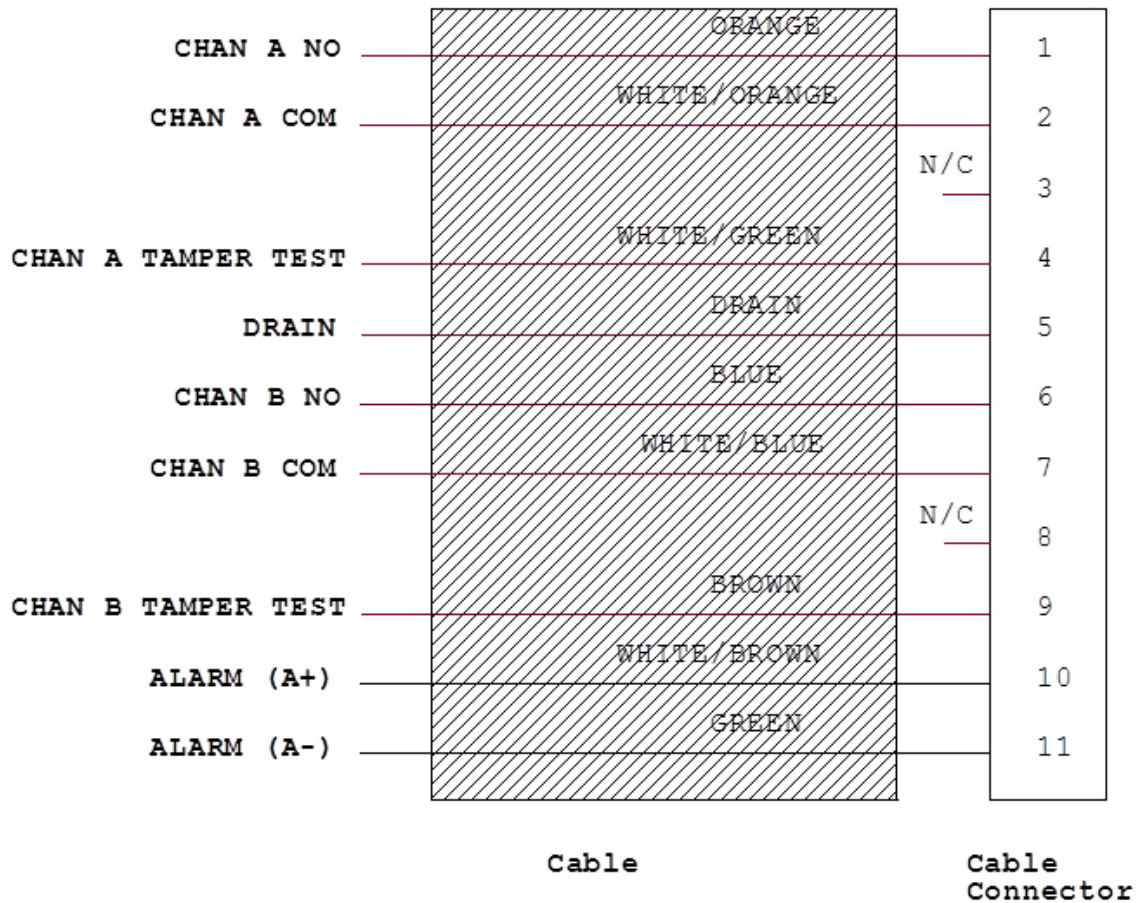 ORANGE
CHAN A NO 1
WHITE/ORANGE
CHAN A COM 2
N/C
3
WHITE/GREEN
CHAN A TAMPER TEST 4
DRAIN
DRAIN 5
BLUE
CHAN B NO 6
WHITE/BLUE
CHAN B COM 7
N/C
8
BROWN
CHAN B TAMPER TEST 9
WHITE/BROWN
ALARM (A+) 10
GREEN
ALARM (A-) 11
Cable
Cable
Connector